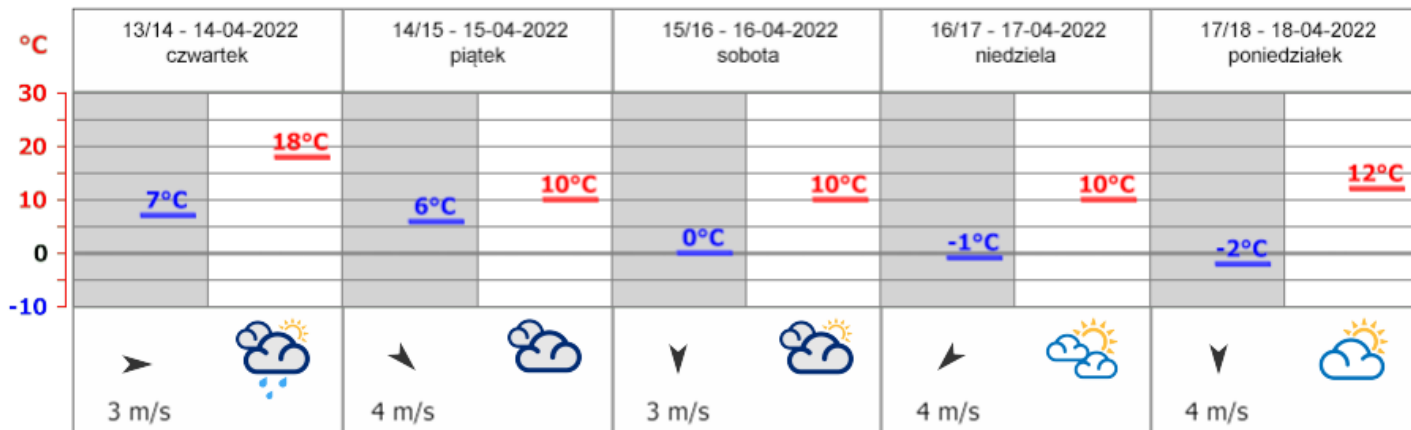 °C
13/14 - 14-04-2022
czwartek
14/15 - 15-04-2022
piątek
15/16 - 16-04-2022
sobota
16/17 - 17-04-2022
niedziela
17/18 - 18-04-2022
poniedziałek
30
20
10
0
-10
7°C
18°C
6°C
10°C
0°C
10°C
-1°C
10°C
-2°C
12°C
3 m/s
4 m/s
3 m/s
4 m/s
4 m/s